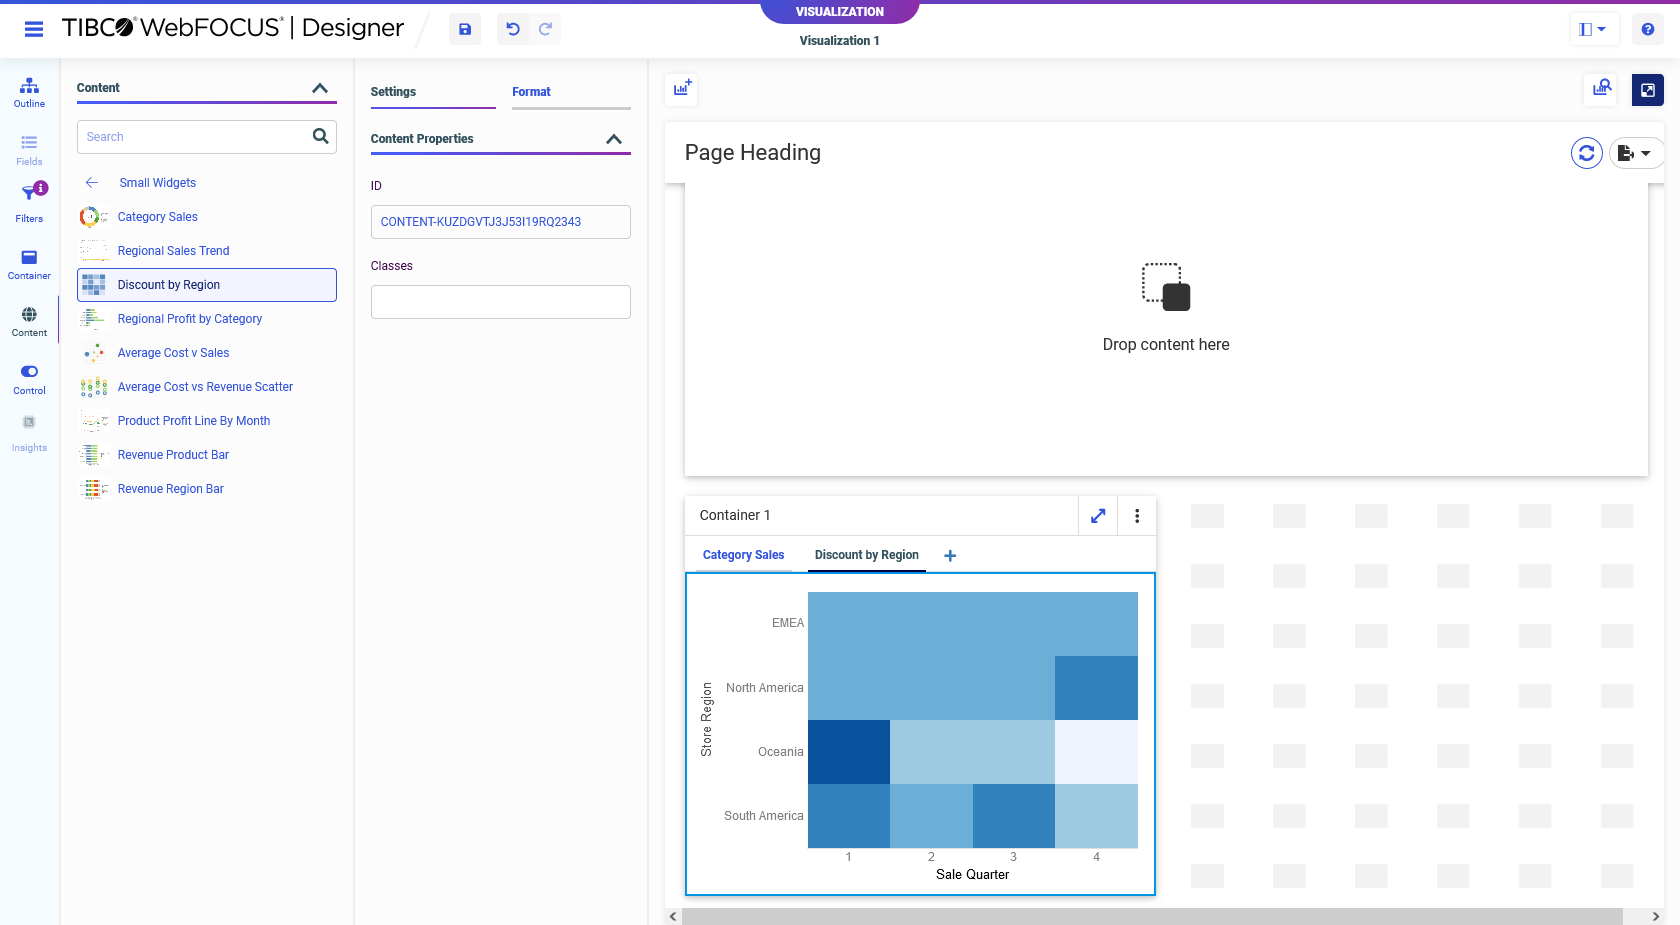 VISUALIZATION
TIBCO® WebFOCUS® | Designer
Visualization 1
Outline
Fields
Filters
Container
Content
Control
Insights
Content
Search
Small Widgets
Category Sales
Regional Sales Trend
Discount by Region
Regional Profit by Category
Average Cost v Sales
Average Cost vs Revenue Scatter
Product Profit Line By Month
Revenue Product Bar
Revenue Region Bar
Settings
Format
Content Properties
ID
CONTENT-KUZDGVTJ3J53I19RQ2343
Classes
Page Heading
Drop content here
Container 1
Category Sales
Discount by Region
Store Region
EMEA
North America
Oceania
South America
1 2 3 4
Sale Quarter